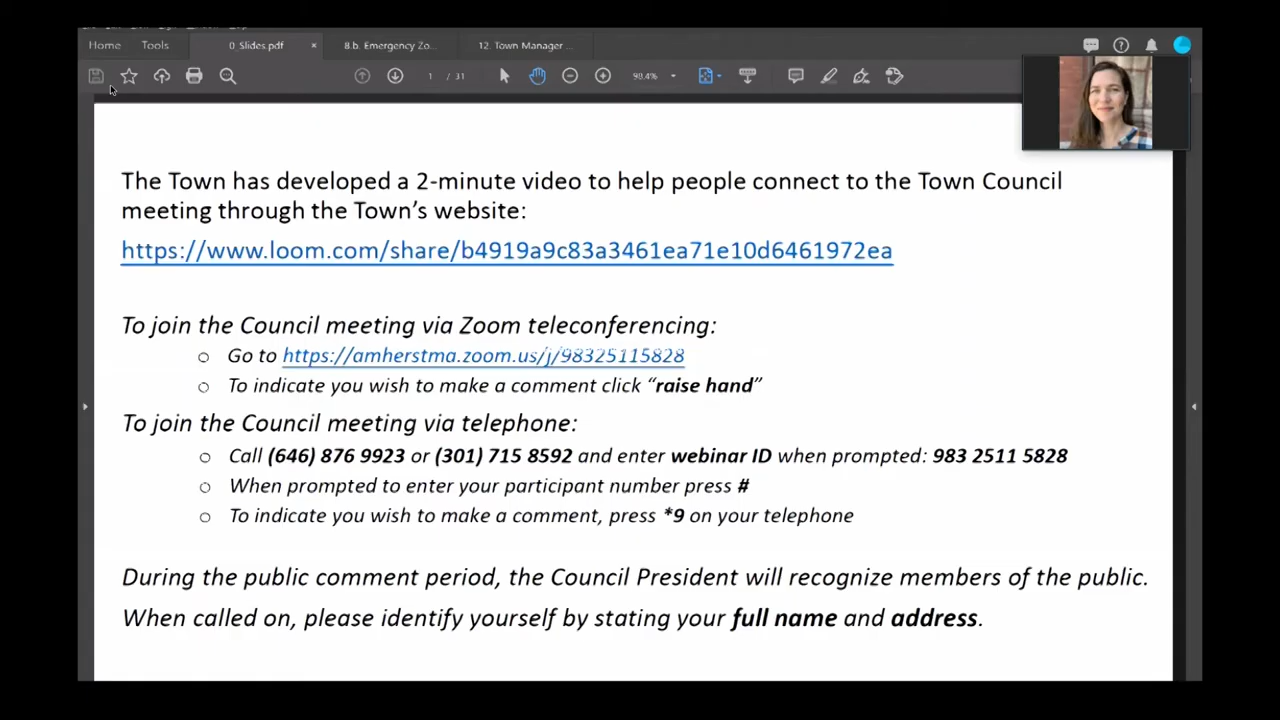 Home Tools 0 Slides.pdf × 8.b. Emergency Zo... 12. Town Manager ...
1 / 31 98.4%
The Town has developed a 2-minute video to help people connect to the Town Council
meeting through the Town's website:
https://www.loom.com/share/b4919a9c83a3461ea71e10d6461972ea
To join the Council meeting via Zoom teleconferencing:
○ Go to https://amherstma.zoom.us/j/98325115828
○ To indicate you wish to make a comment click “raise hand”
To join the Council meeting via telephone:
○ Call (646) 876 9923 or (301) 715 8592 and enter webinar ID when prompted: 983 2511 5828
○ When prompted to enter your participant number press #
○ To indicate you wish to make a comment, press *9 on your telephone
During the public comment period, the Council President will recognize members of the public.
When called on, please identify yourself by stating your full name and address.